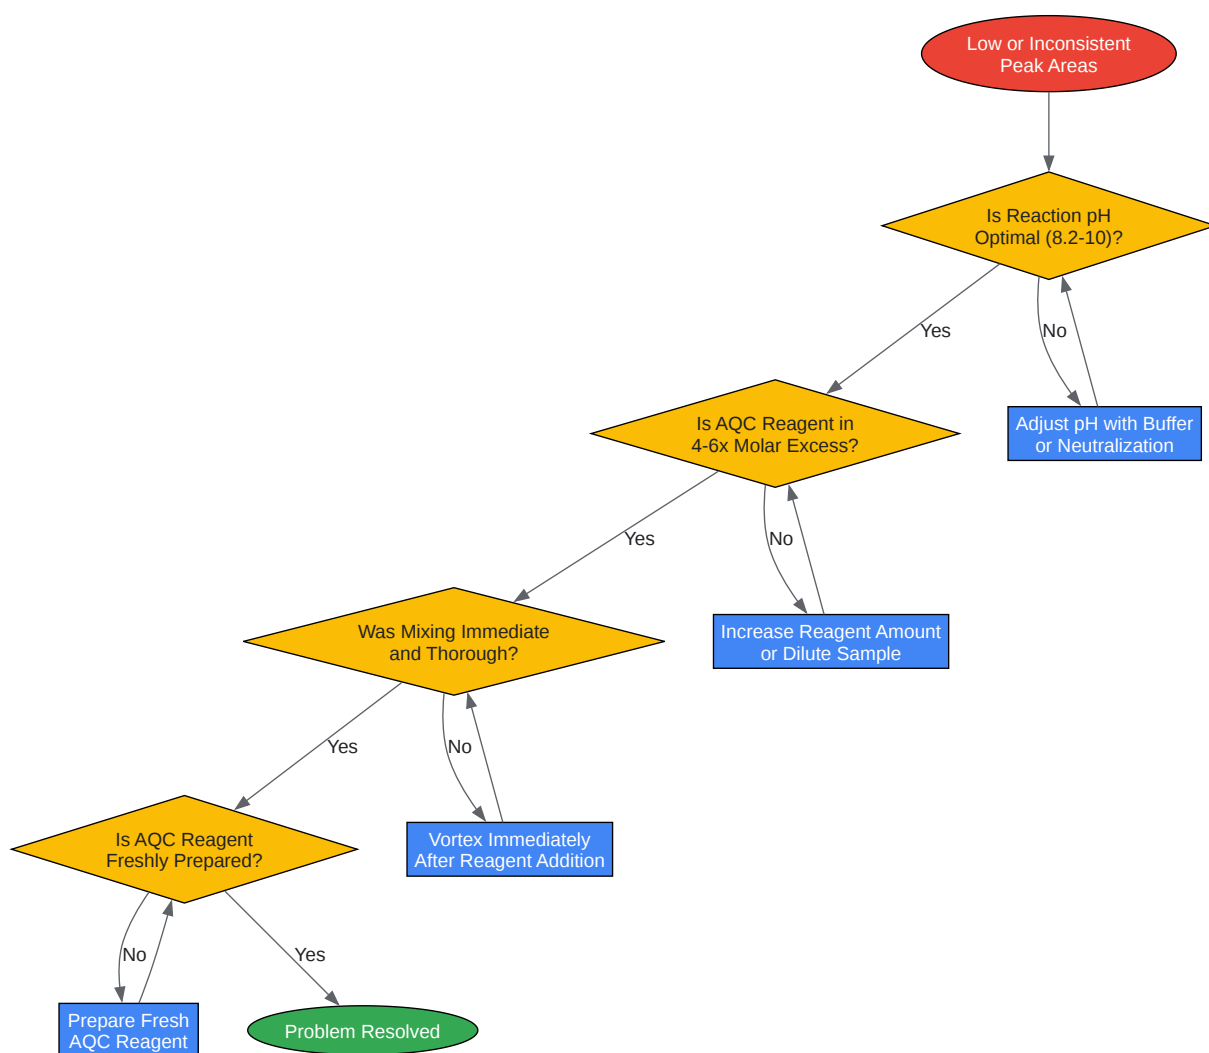 Low or Inconsistent
Peak Areas
Is Reaction pH
Optimal (8.2-10)?
Yes
No
Adjust pH with Buffer
or Neutralization
Is AQC Reagent in
4-6x Molar Excess?
Yes
No
Increase Reagent Amount
or Dilute Sample
Was Mixing Immediate
and Thorough?
Yes
No
Vortex Immediately
After Reagent Addition
Is AQC Reagent
Freshly Prepared?
No
Yes
Prepare Fresh
AQC Reagent
Problem Resolved